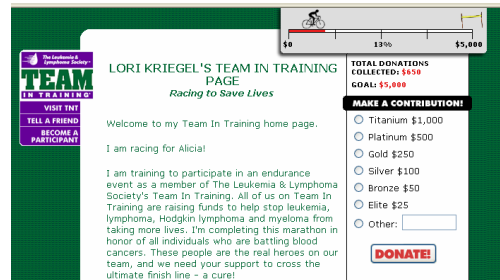 $0 13% $5,000
The Leukemia &
Lymphoma Society
TEAM
IN TRAINING
VISIT TNT
TELL A FRIEND
BECOME A
PARTICIPANT
LORI KRIEGEL'S TEAM IN TRAINING
PAGE
Racing to Save Lives
Welcome to my Team In Training home page.
I am racing for Alicia!
I am training to participate in an endurance
event as a member of The Leukemia & Lymphoma
Society's Team In Training. All of us on Team In
Training are raising funds to help stop leukemia,
lymphoma, Hodgkin lymphoma and myeloma from
taking more lives. I'm completing this marathon in
honor of all individuals who are battling blood
cancers. These people are the real heroes on our
team, and we need your support to cross the
ultimate finish line - a cure!
TOTAL DONATIONS
COLLECTED: $650
GOAL: $5,000
MAKE A CONTRIBUTION!
Titanium $1,000
Platinum $500
Gold $250
Silver $100
Bronze $50
Elite $25
Other:
DONATE!